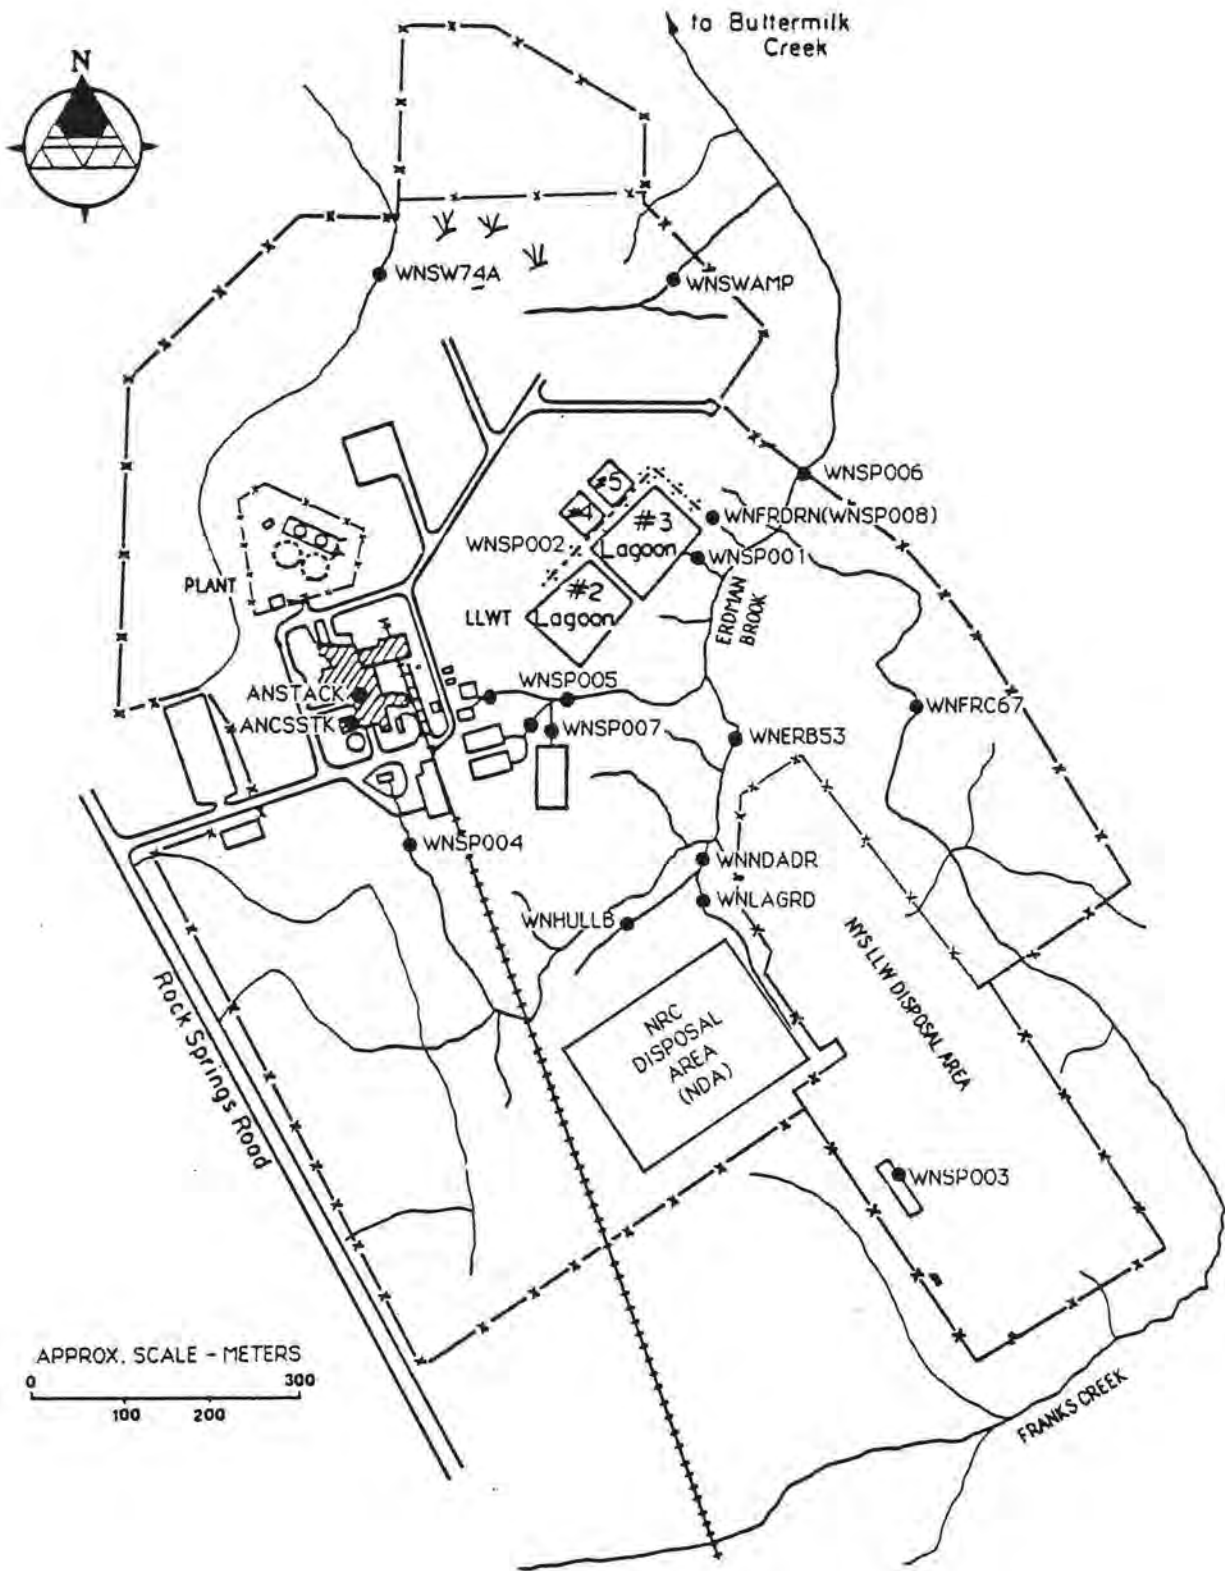 to Buttermilk
Creek
N
WNSW74A
WNSWAMP
WNSP006
#5
#4
#3
Lagoon
WNFRDRN(WNSP008)
WNSP002
WNSP001
PLANT
#2
Lagoon
LLWT
ERDMAN
BROOK
ANSTACK
WNSP005
WNFRC67
ANCSSTK
WNSP007
WNERB53
WNSP004
WNNDADR
WNLAGRD
WNHULLB
NYS LLW DISPOSAL AREA
Rock Springs Road
NRC
DISPOSAL
AREA
(NDA)
WNSP003
APPROX. SCALE - METERS
0 300
100 200
FRANKS CREEK